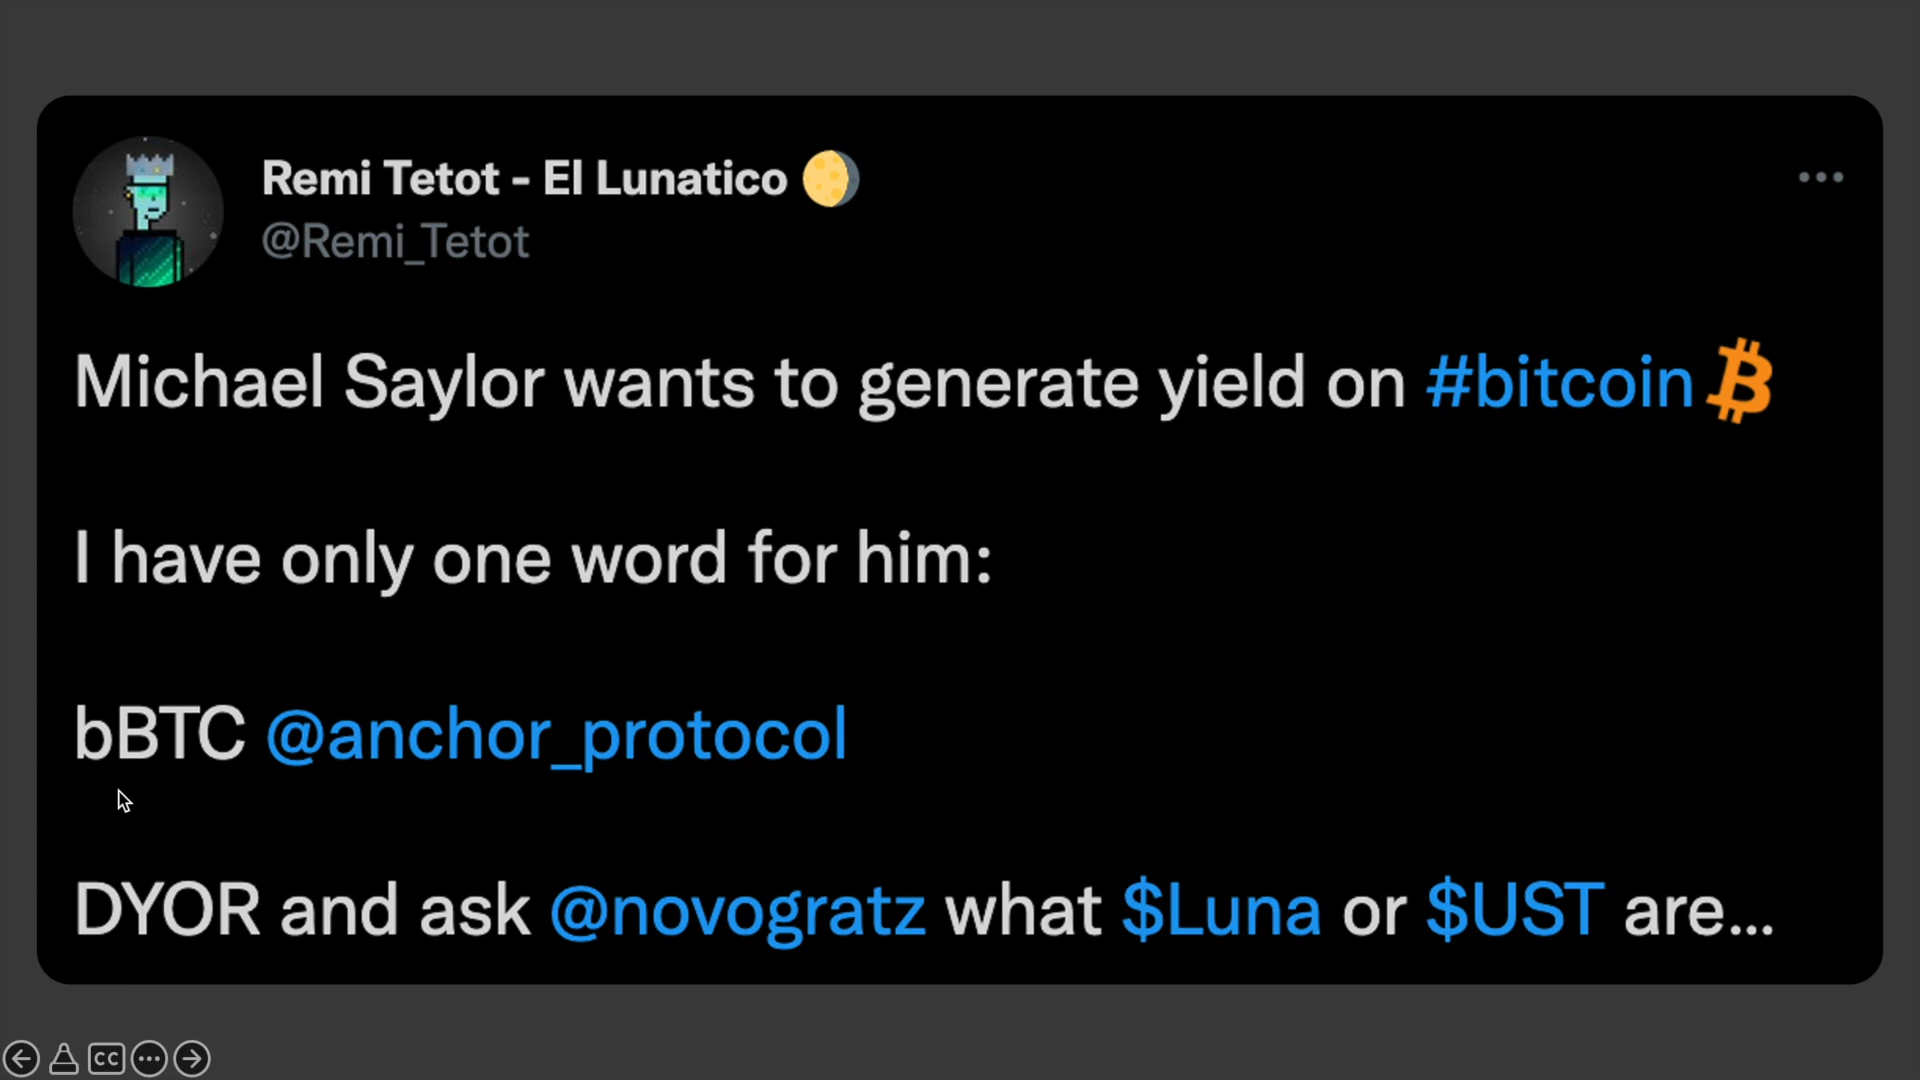 Remi Tetot - El Lunatico 🌖
@Remi_Tetot
Michael Saylor wants to generate yield on #bitcoin
I have only one word for him:
bBTC @anchor_protocol
DYOR and ask @novogratz what $Luna or $UST are...
CC